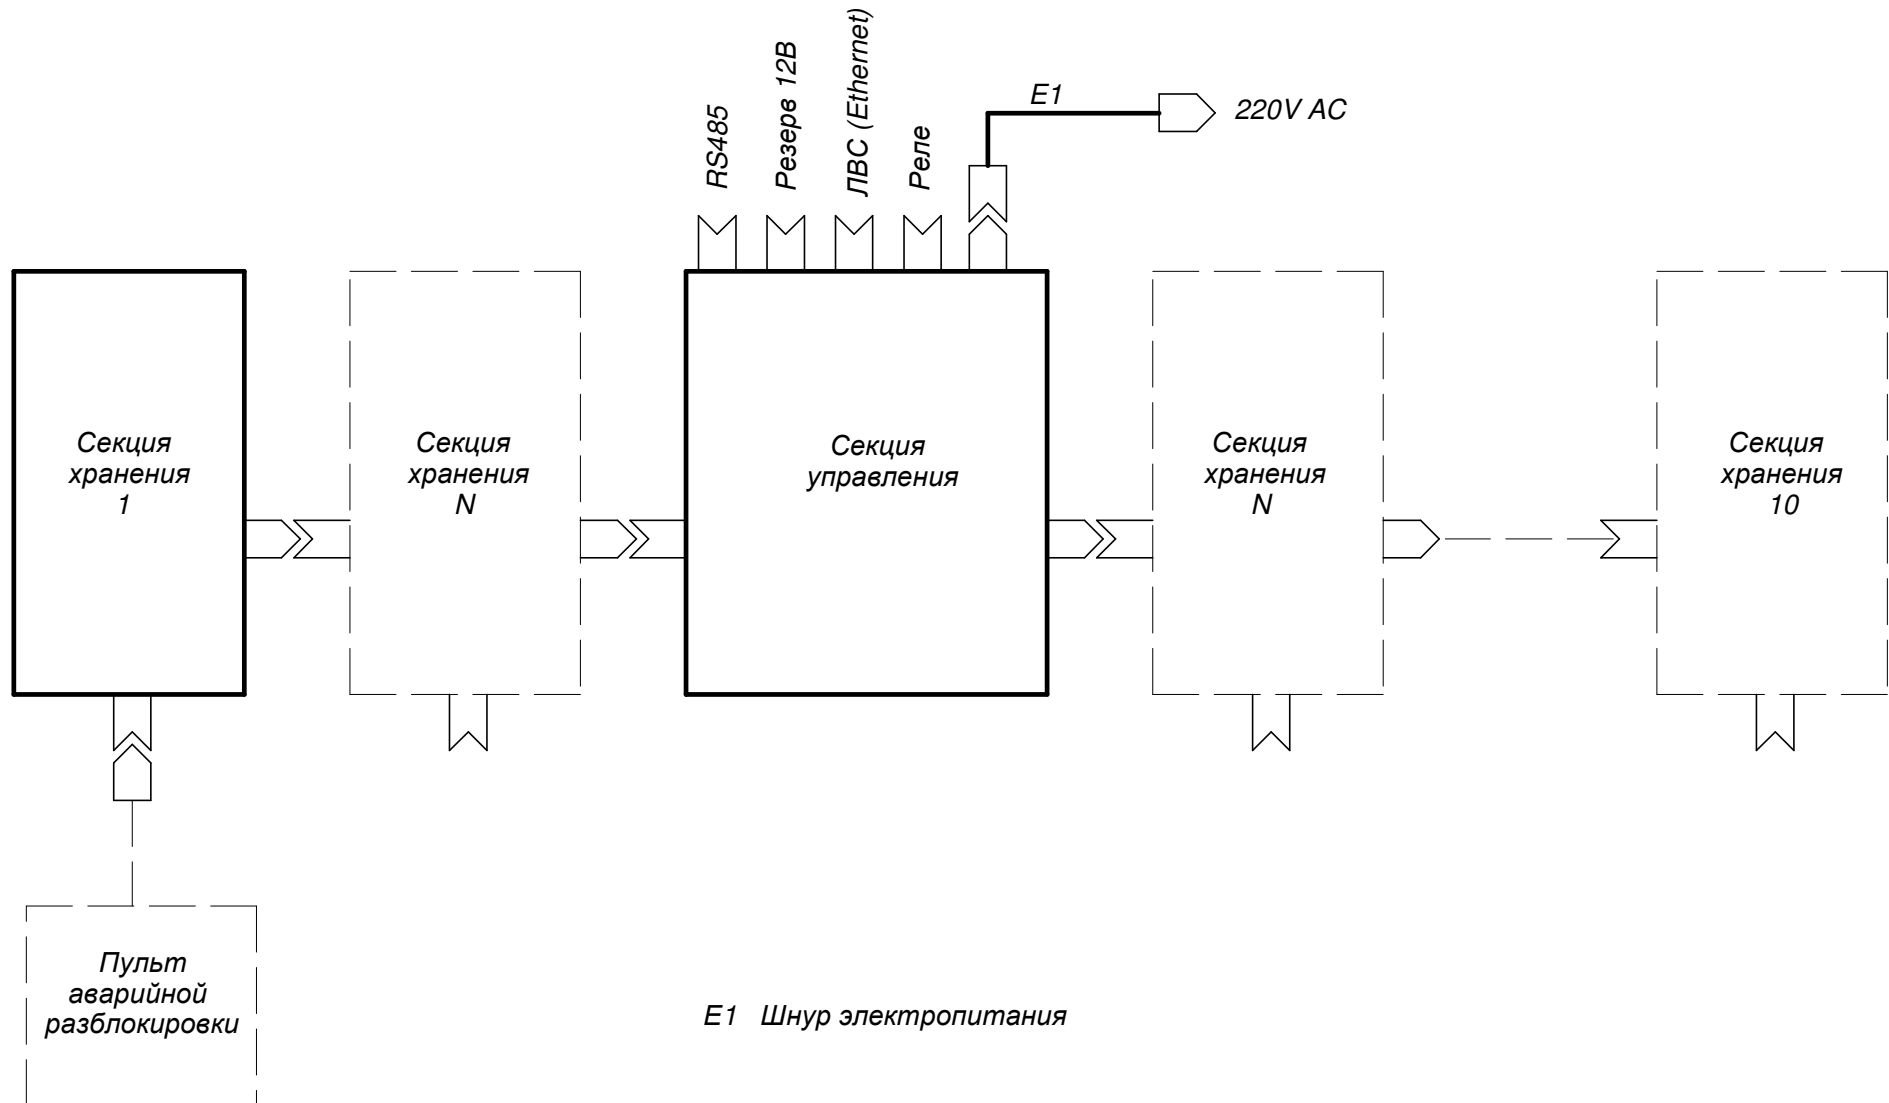 RS485
Резерв 12В
ЛВС (Ethernet)
Реле
E1
220V AC
Секция
хранения
1
Секция
хранения
N
Секция
управления
Секция
хранения
N
Секция
хранения
10
Пульт
аварийной
разблокировки
E1 Шнур электропитания